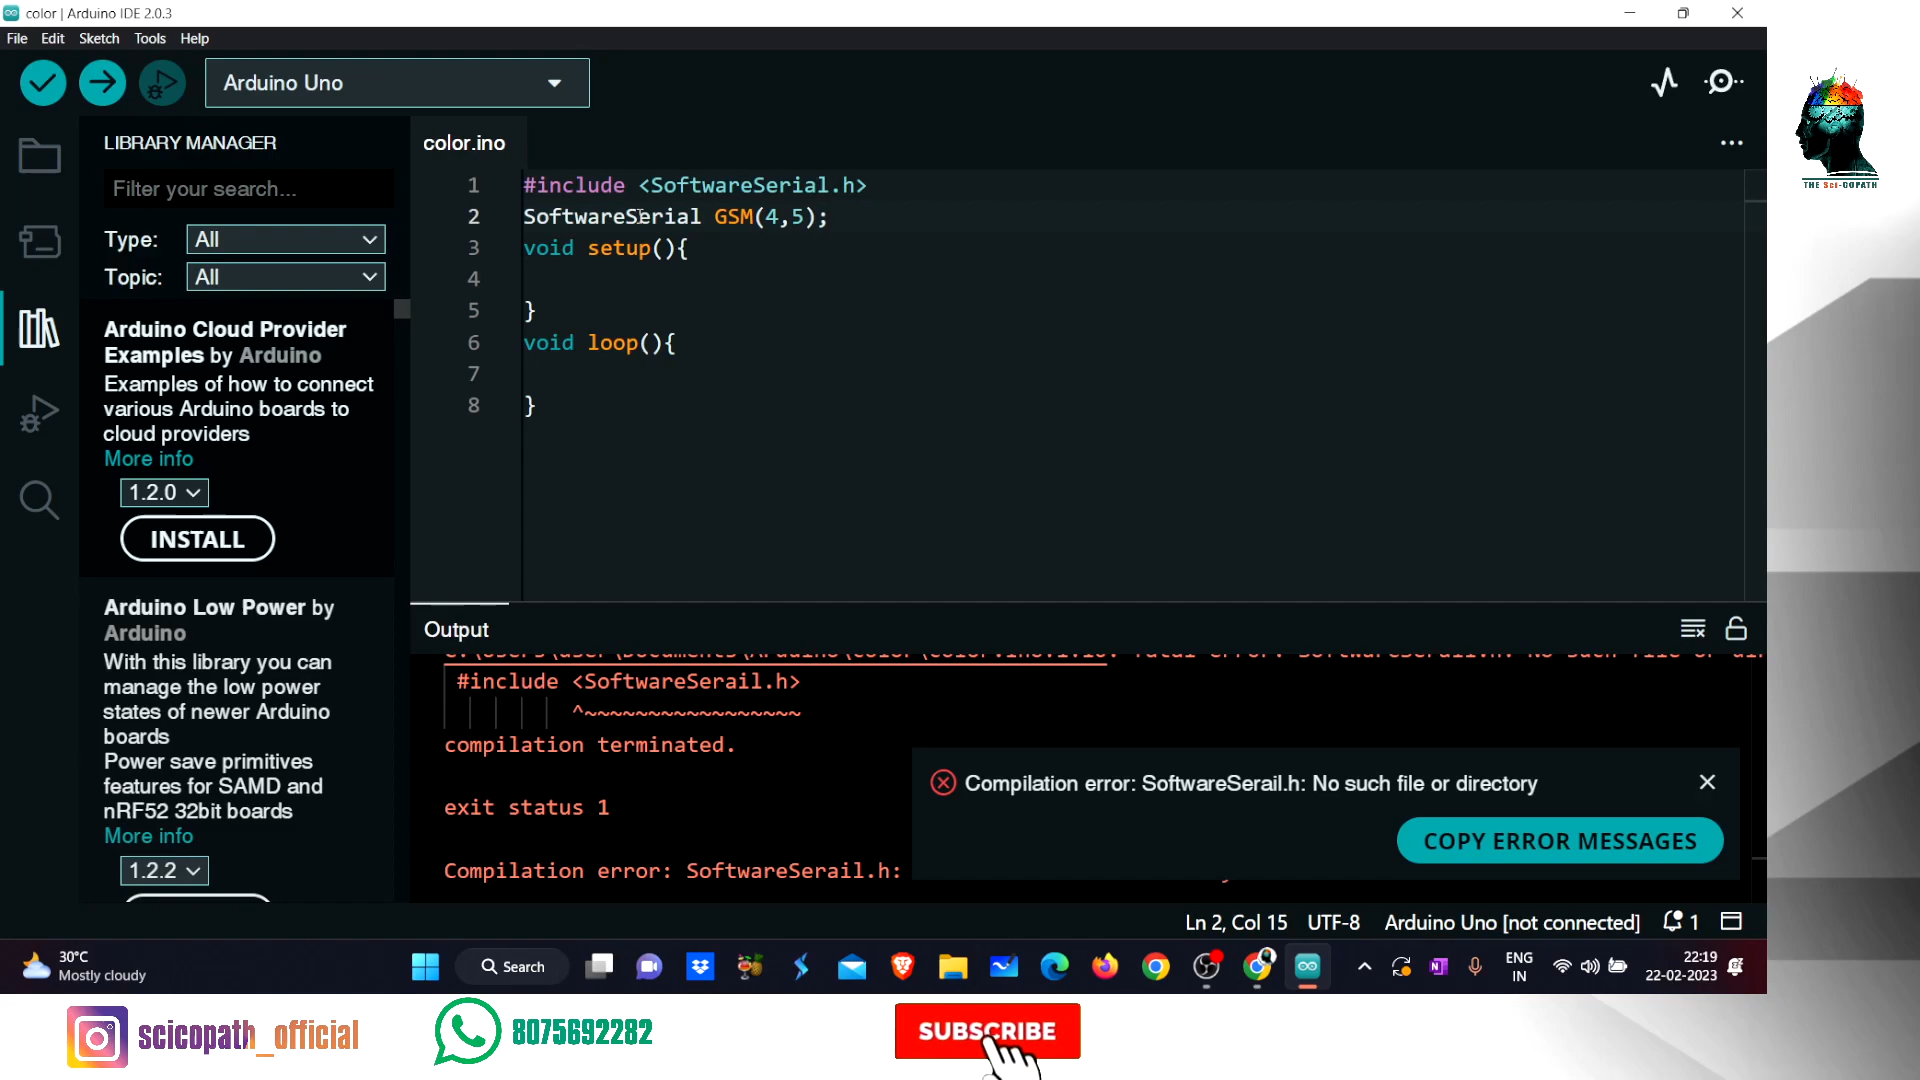 color | Arduino IDE 2.0.3
File Edit Sketch Tools Help
Arduino Uno
LIBRARY MANAGER
color.ino
Filter your search...
Type: All
Topic: All
Arduino Cloud Provider
Examples by Arduino
Examples of how to connect
various Arduino boards to
cloud providers
More info
1.2.0
INSTALL
Arduino Low Power by
Arduino
With this library you can
manage the low power
states of newer Arduino
boards
Power save primitives
features for SAMD and
nRF52 32bit boards
More info
1.2.2
1 #include <SoftwareSerial.h>
2 SoftwareSerial GSM(4,5);
3 void setup(){
4
5 }
6 void loop(){
7
8 }
Output
#include <SoftwareSerail.h>
^~~~~~~~~~~~~~~~~~
compilation terminated.
exit status 1
Compilation error: SoftwareSerail.h:
Compilation error: SoftwareSerail.h: No such file or directory
COPY ERROR MESSAGES
Ln 2, Col 15 UTF-8 Arduino Uno [not connected] 1
30°C
Mostly cloudy
Search
ENG
IN
22:19
22-02-2023
THE Sci-COPATH
scicopath_official
8075692282
SUBSCRIBE